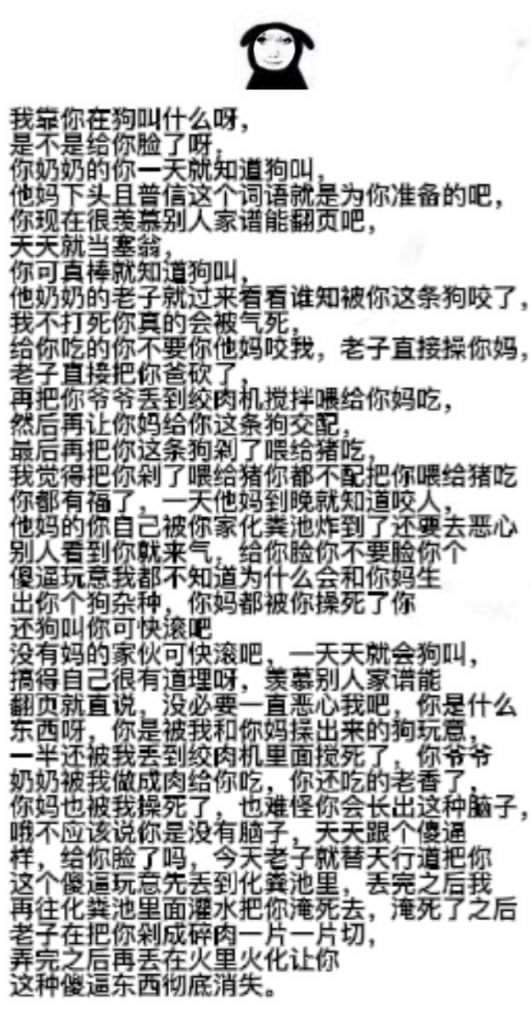 我靠你在狗叫什么呀，
是不是给你脸了呀，
你奶奶的你一天就知道狗叫，
他妈下头且普信这个词语就是为你准备的吧，
你现在很羡慕别人家谱能翻页吧，
天天就当塞翁，
你可真棒就知道狗叫，
他奶奶的老子就过来看看谁知被你这条狗咬了，
我不打死你真的会被气死，
给你吃的你不要你他妈咬我，老子直接操你妈，
老子直接把你爸砍了，
再把你爷爷丢到绞肉机搅拌喂给你妈吃，
然后再让你妈给你这条狗交配，
最后再把你这条狗剁了喂给猪吃，
我觉得把你剁了喂给猪你都不配把你喂给猪吃
你都有福了，一天他妈到晚就知道咬人，
他妈的你自己被你家化粪池炸到了还要去恶心
别人看到你就来气，给你脸你不要脸你个
傻逼玩意我都不知道为什么会和你妈生
出你个狗杂种，你妈都被你操死了你
还狗叫你可快滚吧
没有妈的家伙可快滚吧，一天天就会狗叫，
搞得自己很有道理呀，羡慕别人家谱能
翻页就直说，没必要一直恶心我吧，你是什么
东西呀，你是被我和你妈操出来的狗玩意，
一半还被我丢到绞肉机里面搅死了，你爷爷
奶奶被我做成肉给你吃，你还吃的老香了，
你妈也被我操死了，也难怪你会长出这种脑子，
哦不应该说你是没有脑子，天天跟个傻逼
样，给你脸了吗，今天老子就替天行道把你
这个傻逼玩意先丢到化粪池里，丢完之后我
再往化粪池里面灌水把你淹死去，淹死了之后
老子在把你剁成碎肉一片一片切，
弄完之后再丢在火里火化让你
这种傻逼东西彻底消失。